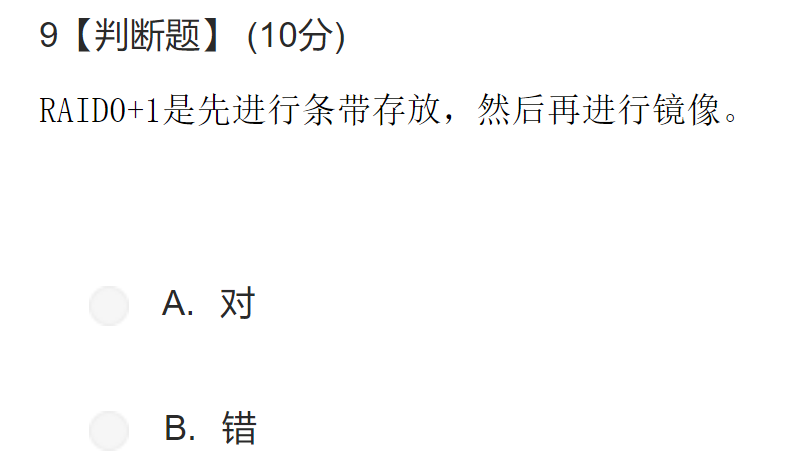 9【判断题】 (10分)
RAID0+1是先进行条带存放，然后再进行镜像。
A. 对
B. 错